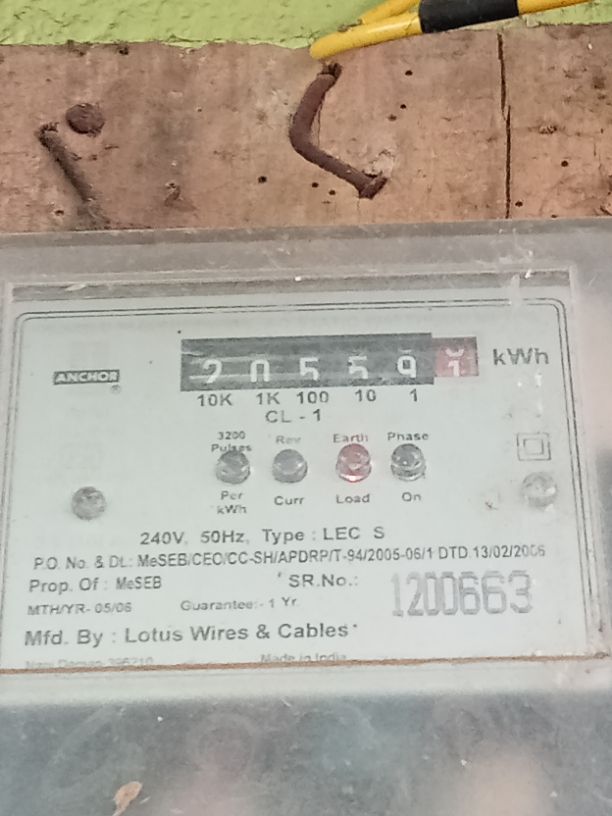 205591 kWh
ANCHOR
®
10K 1K 100 10 1
CL - 1
3200 Pulses Rev Earth Phase
Per kWh Curr Load On
240V, 50Hz, Type : LEC S
P.O. No. & Dt.: MeSEB/CEO/CC-SH/APDRP/T-94/2005-06/1 DTD.13/02/2006
Prop. Of : MeSEB SR.No.: 1200663
MTH/YR- 05/06 Guarantee:- 1 Yr.
Mfd. By : Lotus Wires & Cables
Daman 396210 Made in India